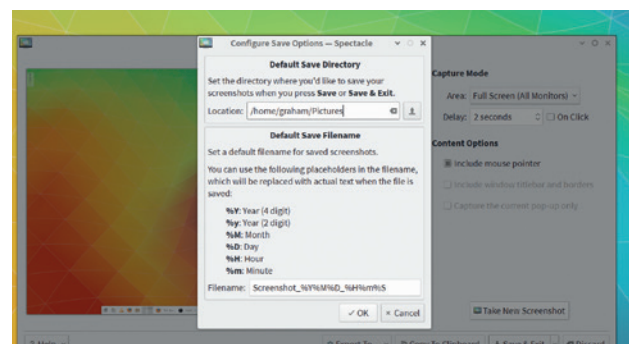 Configure Save Options — Spectacle
Default Save Directory
Set the directory where you'd like to save your
screenshots when you press Save or Save & Exit.
Location: /home/graham/Pictures
Default Save Filename
Set a default filename for saved screenshots.
You can use the following placeholders in the filename,
which will be replaced with actual text when the file is
saved:
%Y: Year (4 digit)
%y: Year (2 digit)
%M: Month
%D: Day
%H: Hour
%m: Minute
Filename: Screenshot_%Y%M%D_%H%m%S
OK Cancel
Capture Mode
Area: Full Screen (All Monitors)
Delay: 2 seconds On Click
Content Options
Include mouse pointer
Include window titlebar and borders
Capture the current pop-up only
Take New Screenshot
Help Export To Copy To Clipboard Save & Exit Discard